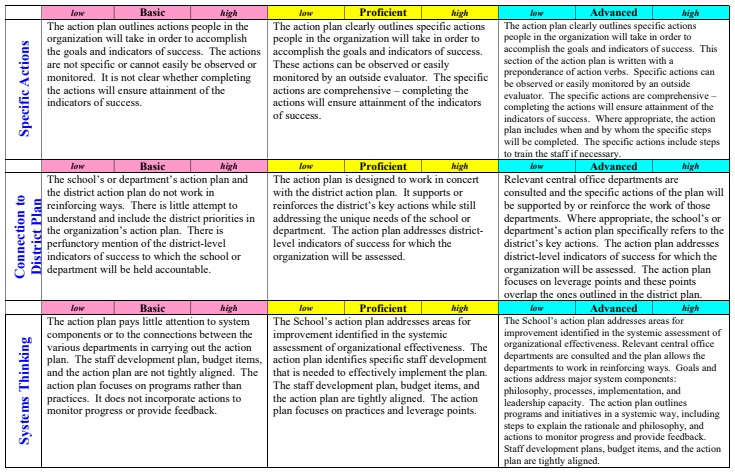 low Basic high low Proficient high low Advanced high
Specific Actions
The action plan outlines actions people in the
organization will take in order to accomplish
the goals and indicators of success. The actions
are not specific or cannot easily be observed or
monitored. It is not clear whether completing
the actions will ensure attainment of the
indicators of success.
The action plan clearly outlines specific actions
people in the organization will take in order to
accomplish the goals and indicators of success.
These actions can be observed or easily
monitored by an outside evaluator. The specific
actions are comprehensive – completing the
actions will ensure attainment of the indicators
of success.
The action plan clearly outlines specific actions
people in the organization will take in order to
accomplish the goals and indicators of success. This
section of the action plan is written with a
preponderance of action verbs. Specific actions can
be observed or easily monitored by an outside
evaluator. The specific actions are comprehensive –
completing the actions will ensure attainment of the
indicators of success. Where appropriate, the action
plan includes when and by whom the specific steps
will be completed. The specific actions include steps
to train the staff if necessary.
low Basic high low Proficient high low Advanced high
Connection to
District Plan
The school's or department's action plan and
the district action plan do not work in
reinforcing ways. There is little attempt to
understand and include the district priorities in
the organization's action plan. There is
perfunctory mention of the district-level
indicators of success to which the school or
department will be held accountable.
The action plan is designed to work in concert
with the district action plan. It supports or
reinforces the district's key actions while still
addressing the unique needs of the school or
department. The action plan addresses district-
level indicators of success for which the
organization will be assessed.
Relevant central office departments are
consulted and the specific actions of the plan will
be supported by or reinforce the work of those
departments. Where appropriate, the school's or
department's action plan specifically refers to the
district's key actions. The action plan addresses
district-level indicators of success for which the
organization will be assessed. The action plan
focuses on leverage points and these points
overlap the ones outlined in the district plan.
low Basic high low Proficient high low Advanced high
Systems Thinking
The action plan pays little attention to system
components or to the connections between the
various departments in carrying out the action
plan. The staff development plan, budget items,
and the action plan are not tightly aligned. The
action plan focuses on programs rather than
practices. It does not incorporate actions to
monitor progress or provide feedback.
The School's action plan addresses areas for
improvement identified in the systemic
assessment of organizational effectiveness. The
action plan identifies specific staff development
that is needed to effectively implement the plan.
The staff development plan, budget items, and
the action plan are tightly aligned. The action
plan focuses on practices and leverage points.
The School's action plan addresses areas for
improvement identified in the systemic assessment of
organizational effectiveness. Relevant central office
departments are consulted and the plan allows the
departments to work in reinforcing ways. Goals and
actions address major system components:
philosophy, processes, implementation, and
leadership capacity. The action plan outlines
programs and initiatives in a systemic way, including
steps to explain the rationale and philosophy, and
actions to monitor progress and provide feedback.
Staff development plans, budget items, and the action
plan are tightly aligned.